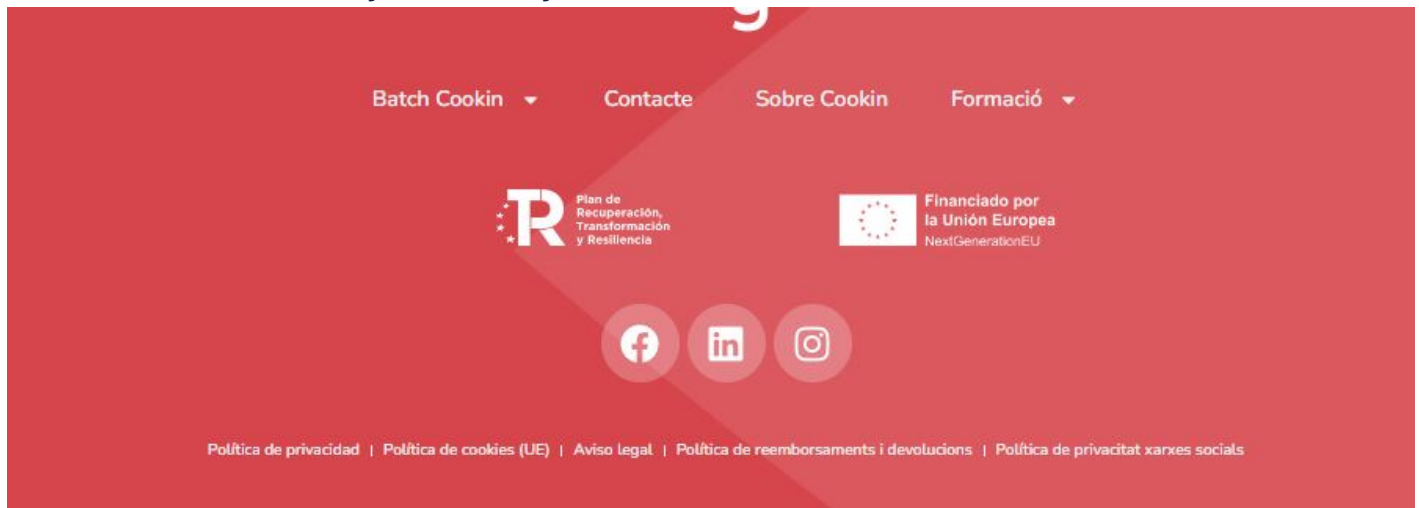 Batch Cookin Contacte Sobre Cookin Formació
Plan de
Recuperación,
Transformación
y Resiliencia
Financiado por
la Unión Europea
NextGenerationEU
Política de privacidad | Política de cookies (UE) | Aviso legal | Política de reemborsaments i devolucions | Política de privacitat xarxes socials